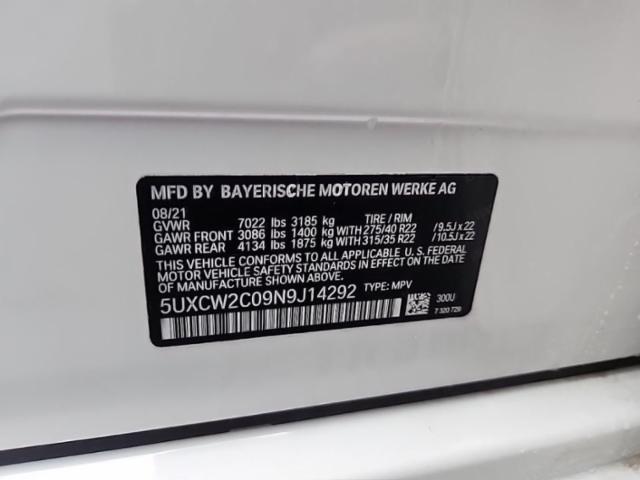 MFD BY BAYERISCHE MOTOREN WERKE AG
08/21
GVWR 7022 lbs 3185 kg TIRE / RIM
GAWR FRONT 3086 lbs 1400 kg WITH 275/40 R22 /9.5J x 22
GAWR REAR 4134 lbs 1875 kg WITH 315/35 R22 /10.5J x 22
THIS VEHICLE CONFORMS TO ALL APPLICABLE U.S. FEDERAL
MOTOR VEHICLE SAFETY STANDARDS IN EFFECT ON THE DATE
OF MANUFACTURE SHOWN ABOVE.
5UXCW2C09N9J14292 TYPE: MPV
300U
7 320 729